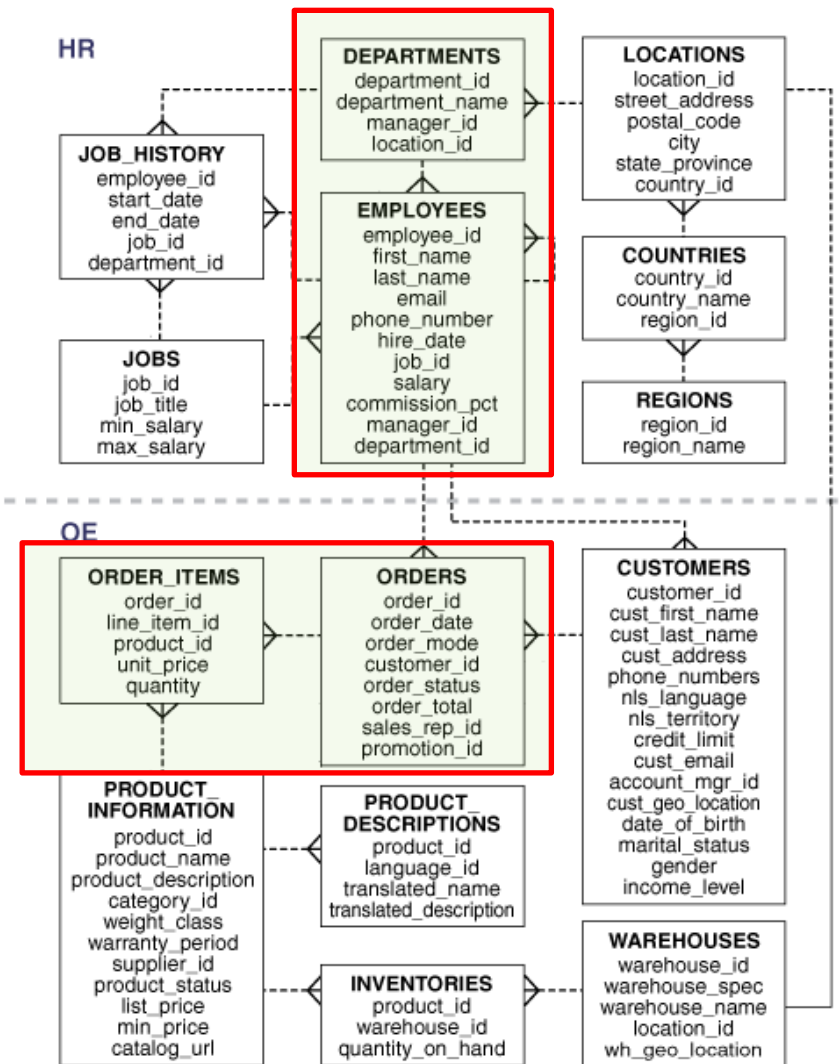 HR
DEPARTMENTS
department_id
department_name
manager_id
location_id
LOCATIONS
location_id
street_address
postal_code
city
state_province
country_id
JOB_HISTORY
employee_id
start_date
end_date
job_id
department_id
EMPLOYEES
employee_id
first_name
last_name
email
phone_number
hire_date
job_id
salary
commission_pct
manager_id
department_id
COUNTRIES
country_id
country_name
region_id
JOBS
job_id
job_title
min_salary
max_salary
REGIONS
region_id
region_name
OE
ORDER_ITEMS
order_id
line_item_id
product_id
unit_price
quantity
ORDERS
order_id
order_date
order_mode
customer_id
order_status
order_total
sales_rep_id
promotion_id
CUSTOMERS
customer_id
cust_first_name
cust_last_name
cust_address
phone_numbers
nls_language
nls_territory
credit_limit
cust_email
account_mgr_id
cust_geo_location
date_of_birth
marital_status
gender
income_level
PRODUCT_
INFORMATION
product_id
product_name
product_description
category_id
weight_class
warranty_period
supplier_id
product_status
list_price
min_price
catalog_url
PRODUCT_
DESCRIPTIONS
product_id
language_id
translated_name
translated_description
INVENTORIES
product_id
warehouse_id
quantity_on_hand
WAREHOUSES
warehouse_id
warehouse_spec
warehouse_name
location_id
wh_geo_location